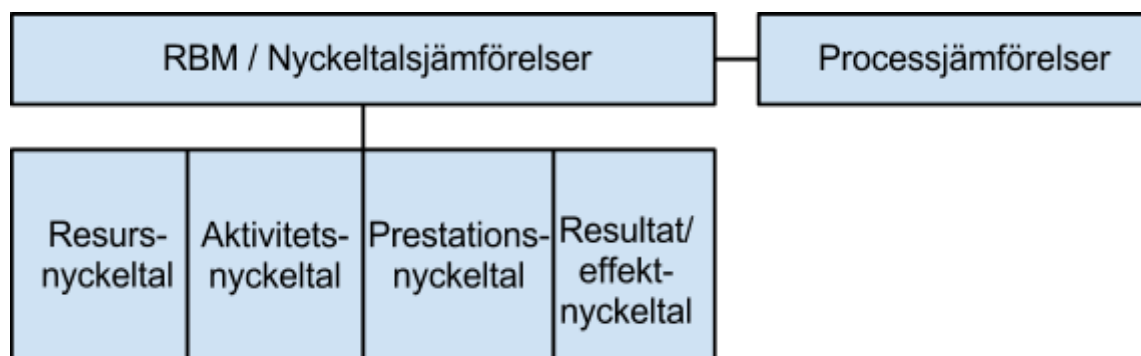 RBM / Nyckeltalsjämförelser
Processjämförelser
Resurs-
nyckeltal
Aktivitets-
nyckeltal
Prestations-
nyckeltal
Resultat/
effekt-
nyckeltal